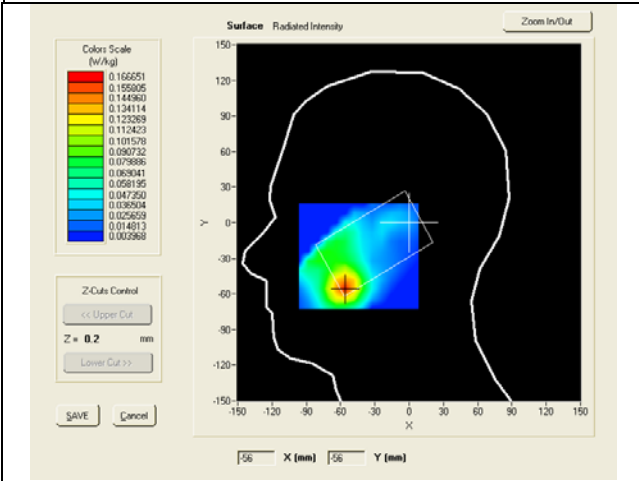 Surface Radiated Intensity
Zoom In/Out
Colors Scale
(W/kg)
0.166651
0.155805
0.144960
0.134114
0.123269
0.112423
0.101578
0.090732
0.079886
0.069041
0.058195
0.047350
0.036504
0.025659
0.014813
0.003968
Z-Cuts Control
<< Upper Cut
Z = 0.2 mm
Lower Cut >>
SAVE Cancel
150
120
90
60
30
0
-30
-60
-90
-120
-150
Y
-150 -120 -90 -60 -30 0 30 60 90 120 150
X
-56 X (mm) -56 Y (mm)